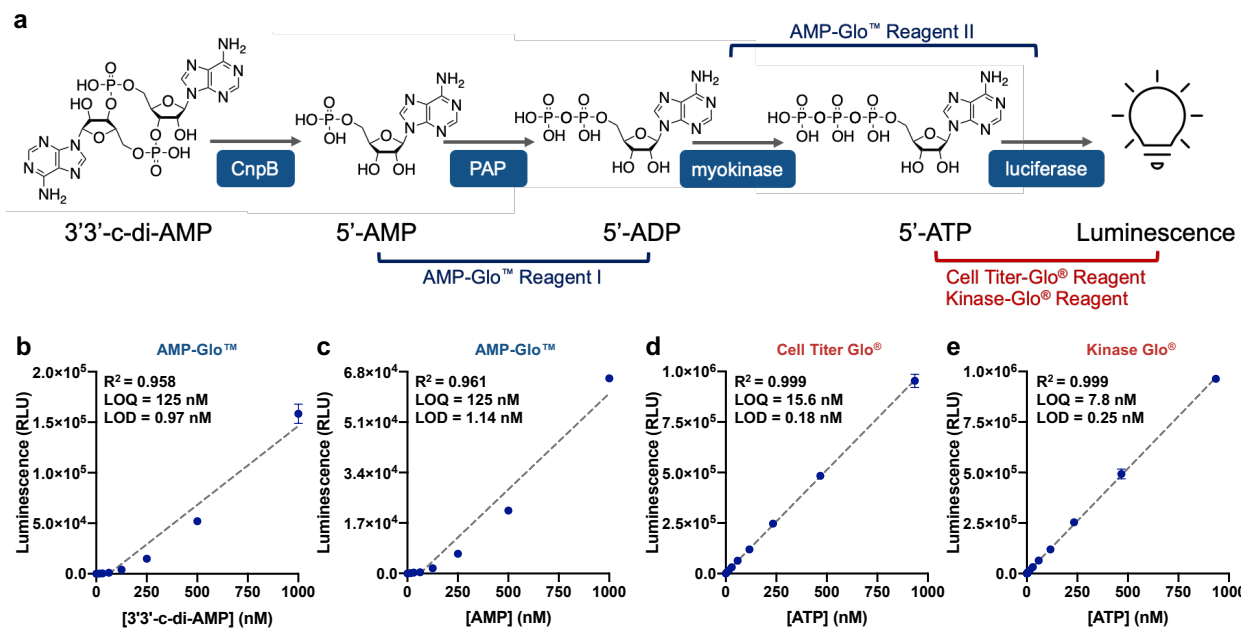 a
AMP-Glo™ Reagent II
CnpB
PAP
myokinase
luciferase
3'3'-c-di-AMP
5'-AMP
5'-ADP
5'-ATP
Luminescence
AMP-Glo™ Reagent I
Cell Titer-Glo® Reagent
Kinase-Glo® Reagent
b
AMP-Glo™
R² = 0.958
LOQ = 125 nM
LOD = 0.97 nM
Luminescence (RLU)
2.0×10⁵
1.5×10⁵
1.0×10⁵
5.0×10⁴
0.0
0 250 500 750 1000
[3'3'-c-di-AMP] (nM)
c
AMP-Glo™
R² = 0.961
LOQ = 125 nM
LOD = 1.14 nM
Luminescence (RLU)
6.8×10⁴
5.1×10⁴
3.4×10⁴
1.7×10⁴
0.0
0 250 500 750 1000
[AMP] (nM)
d
Cell Titer Glo®
R² = 0.999
LOQ = 15.6 nM
LOD = 0.18 nM
Luminescence (RLU)
1.0×10⁶
7.5×10⁵
5.0×10⁵
2.5×10⁵
0.0
0 250 500 750 1000
[ATP] (nM)
e
Kinase Glo®
R² = 0.999
LOQ = 7.8 nM
LOD = 0.25 nM
Luminescence (RLU)
1.0×10⁶
7.5×10⁵
5.0×10⁵
2.5×10⁵
0.0
0 250 500 750 1000
[ATP] (nM)